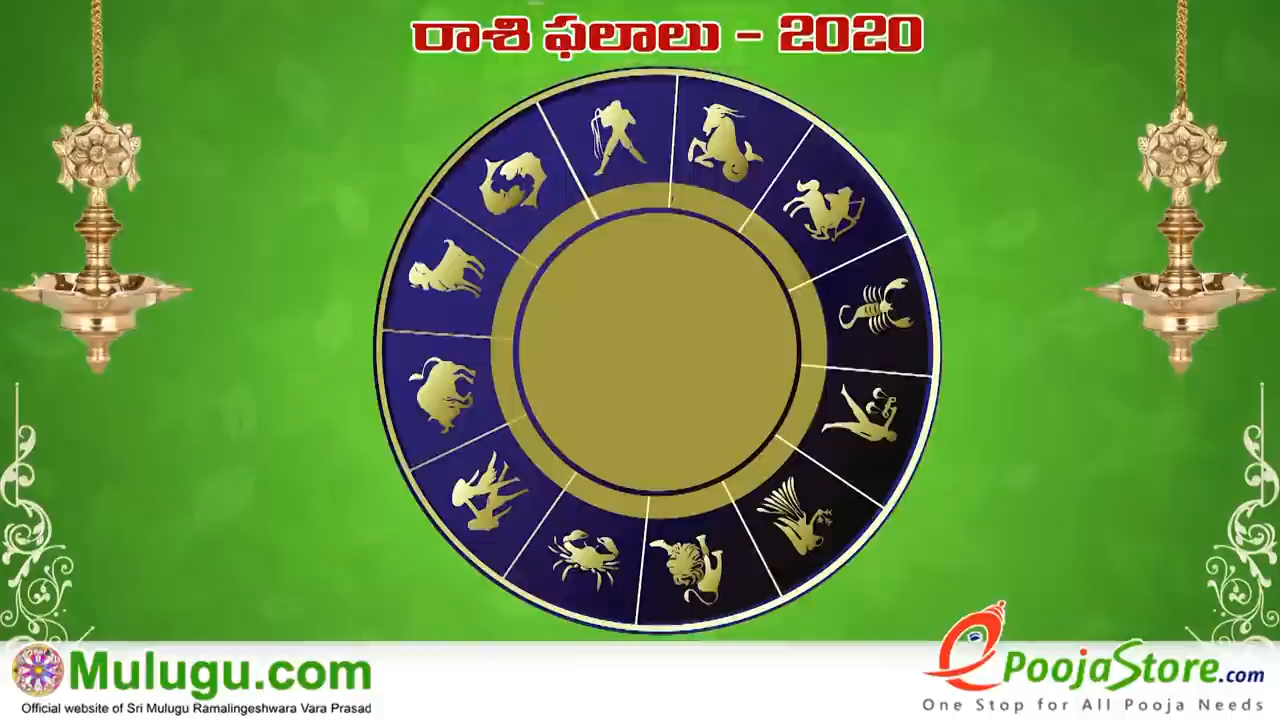 రాశి ఫలాలు - 2020
Mulugu.com
Official website of Sri Mulugu Ramalingeshwara Vara Prasad
ePoojaStore.com
One Stop for All Pooja Needs